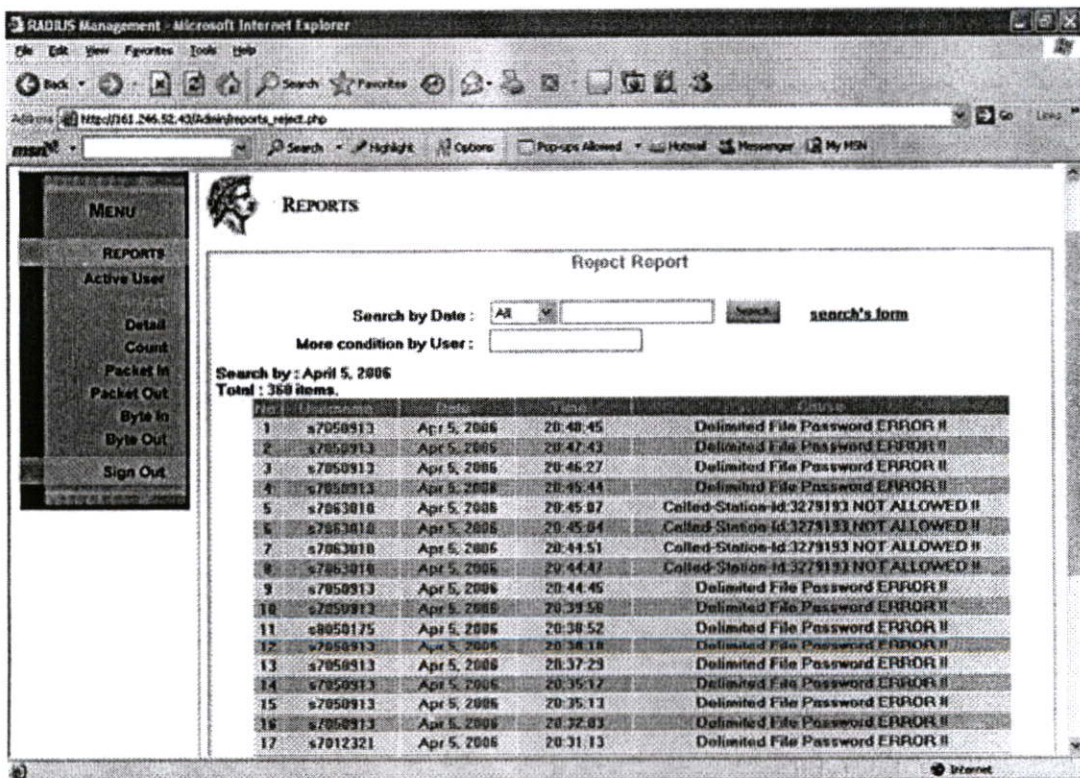 RADIUS Management - Microsoft Internet Explorer
File Edit View Favorites Tools Help
Back Search Favorites
Address http://161.246.52.43/Admin/reports_reject.php Go Links
msn Search Highlight Options Pop-ups Allowed Hotmail Messenger My MSN
MENU
REPORTS
Active User
Detail
Count
Packet In
Packet Out
Byte In
Byte Out
Sign Out
REPORTS
Reject Report
Search by Date : All Search search's form
More condition by User :
Search by : April 5, 2006
Total : 360 items.
No Username Date Time Cause
1 s7050913 Apr 5, 2006 20:48:45 Delimited File Password ERROR !!
2 s7050913 Apr 5, 2006 20:47:43 Delimited File Password ERROR !!
3 s7050913 Apr 5, 2006 20:46:27 Delimited File Password ERROR !!
4 s7050913 Apr 5, 2006 20:45:44 Delimited File Password ERROR !!
5 s7063010 Apr 5, 2006 20:45:07 Called-Station-Id:3279193 NOT ALLOWED !!
6 s7063010 Apr 5, 2006 20:45:04 Called-Station-Id:3279193 NOT ALLOWED !!
7 s7063010 Apr 5, 2006 20:44:51 Called-Station-Id:3279193 NOT ALLOWED !!
8 s7063010 Apr 5, 2006 20:44:47 Called-Station-Id:3279193 NOT ALLOWED !!
9 s7050913 Apr 5, 2006 20:44:45 Delimited File Password ERROR !!
10 s7050913 Apr 5, 2006 20:39:56 Delimited File Password ERROR !!
11 s8050175 Apr 5, 2006 20:38:52 Delimited File Password ERROR !!
12 s7050913 Apr 5, 2006 20:38:18 Delimited File Password ERROR !!
13 s7050913 Apr 5, 2006 20:37:29 Delimited File Password ERROR !!
14 s7050913 Apr 5, 2006 20:35:17 Delimited File Password ERROR !!
15 s7050913 Apr 5, 2006 20:35:13 Delimited File Password ERROR !!
16 s7050913 Apr 5, 2006 20:32:03 Delimited File Password ERROR !!
17 s7012321 Apr 5, 2006 20:31:13 Delimited File Password ERROR !!
Internet